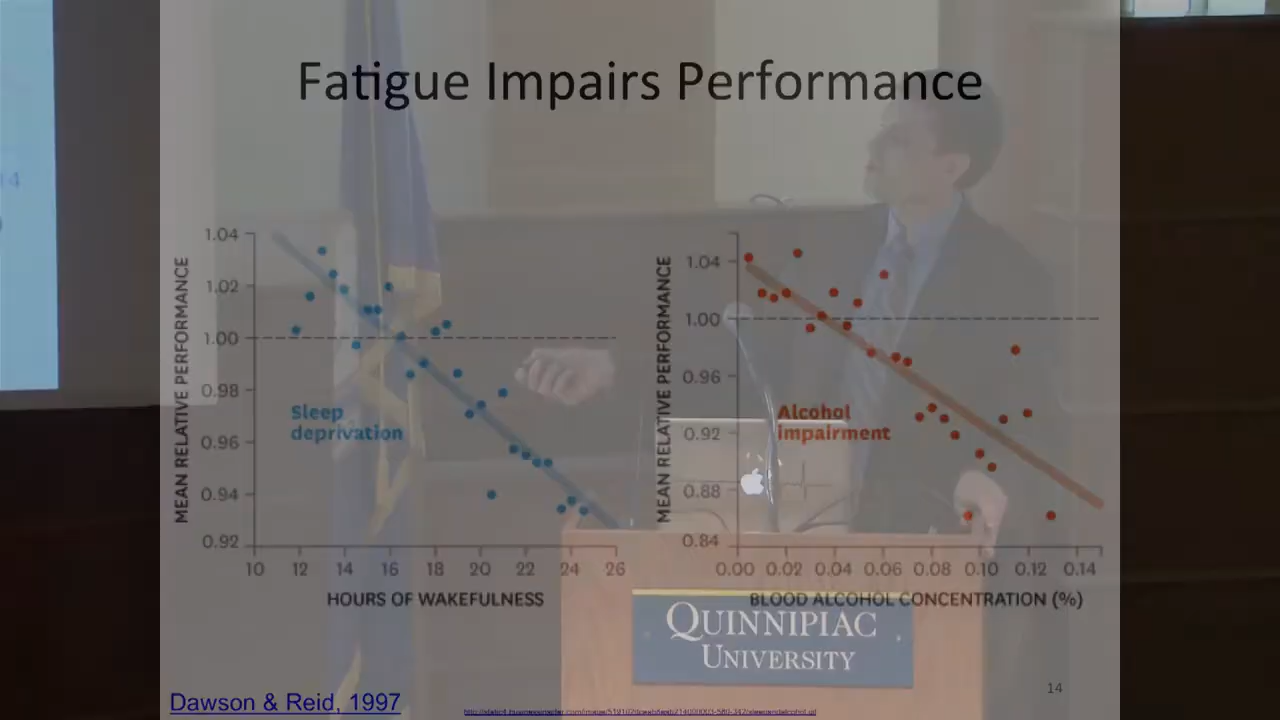 Fatigue Impairs Performance
14
1.04
1.02
1.00
0.98
0.96
0.94
0.92
MEAN RELATIVE PERFORMANCE
Sleep
deprivation
10 12 14 16 18 20 22 24 26
HOURS OF WAKEFULNESS
1.04
1.00
0.96
0.92
0.88
0.84
MEAN RELATIVE PERFORMANCE
Alcohol
impairment
0.00 0.02 0.04 0.06 0.08 0.10 0.12 0.14
BLOOD ALCOHOL CONCENTRATION (%)
QUINNIPIAC
UNIVERSITY
14
Dawson & Reid, 1997